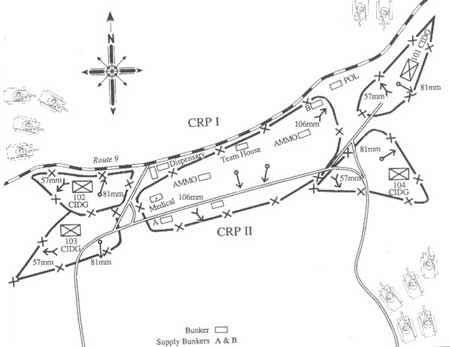 N
101
CIDG
POL
57mm
81mm
CRP I
B
106mm
Route 9
Dispensary
Team House
AMMO
57mm
102
CIDG
81mm
AMMO
Medical
106mm
A
57mm
104
CIDG
103
CIDG
CRP II
57mm
81mm
Bunker
Supply Bunkers A & B